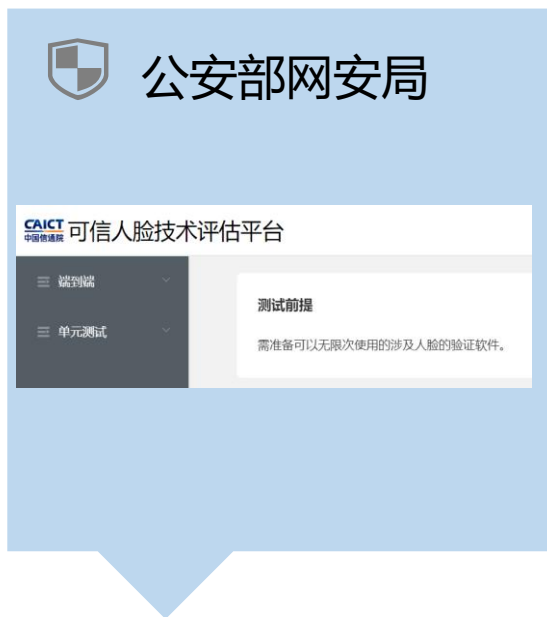 公安部网安局
CAICT
中国信通院
可信人脸技术评估平台
端到端
单元测试
测试前提
需准备可以无限次使用的涉及人脸的验证软件。